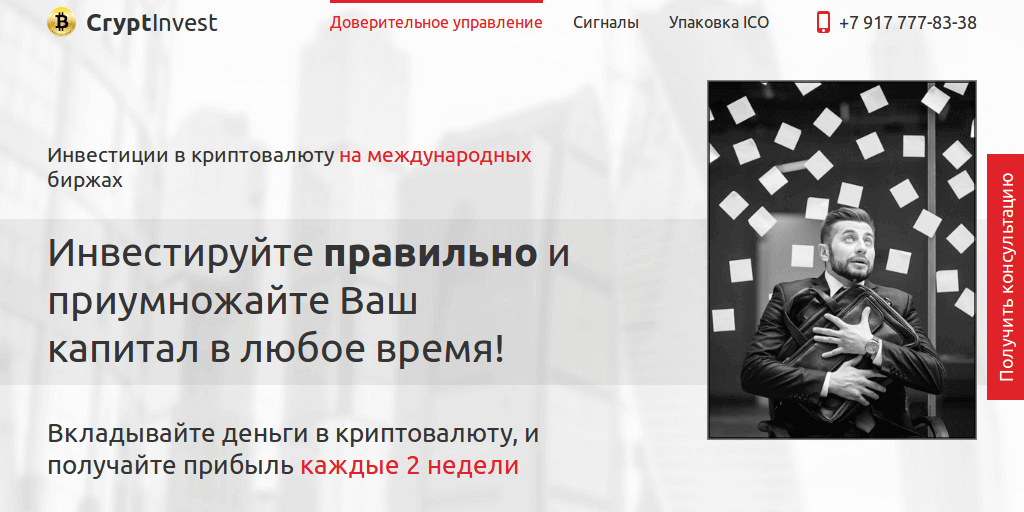 CryptInvest
Доверительное управление
Сигналы
Упаковка ICO
+7 917 777-83-38
Инвестиции в криптовалюту на международных
биржах
Инвестируйте правильно и
приумножайте Ваш
капитал в любое время!
Вкладывайте деньги в криптовалюту, и
получайте прибыль каждые 2 недели
Получить консультацию